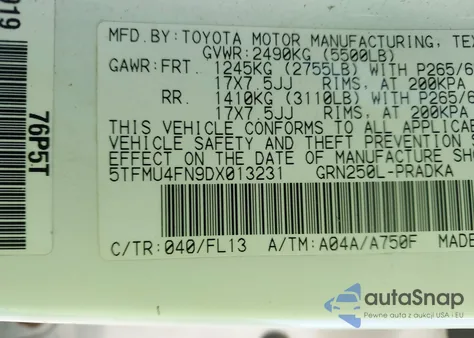 019
76P5T
MFD.BY:TOYOTA MOTOR MANUFACTURING, TEX
GVWR:2490KG (5500LB)
GAWR:FRT 1245KG (2755LB) WITH P265/6
17X7.5JJ RIMS, AT 200KPA
RR 1410KG (3110LB) WITH P265/6
17X7.5JJ RIMS, AT 200KPA
THIS VEHICLE CONFORMS TO ALL APPLICAB
VEHICLE SAFETY AND THEFT PREVENTION S
EFFECT ON THE DATE OF MANUFACTURE SH
5TFMU4FN9DX013231 GRN250L-PRADKA
C/TR:040/FL13 A/TM:A04A/A750F MADE
autoSnap
Pewne auta z aukcji USA i EU